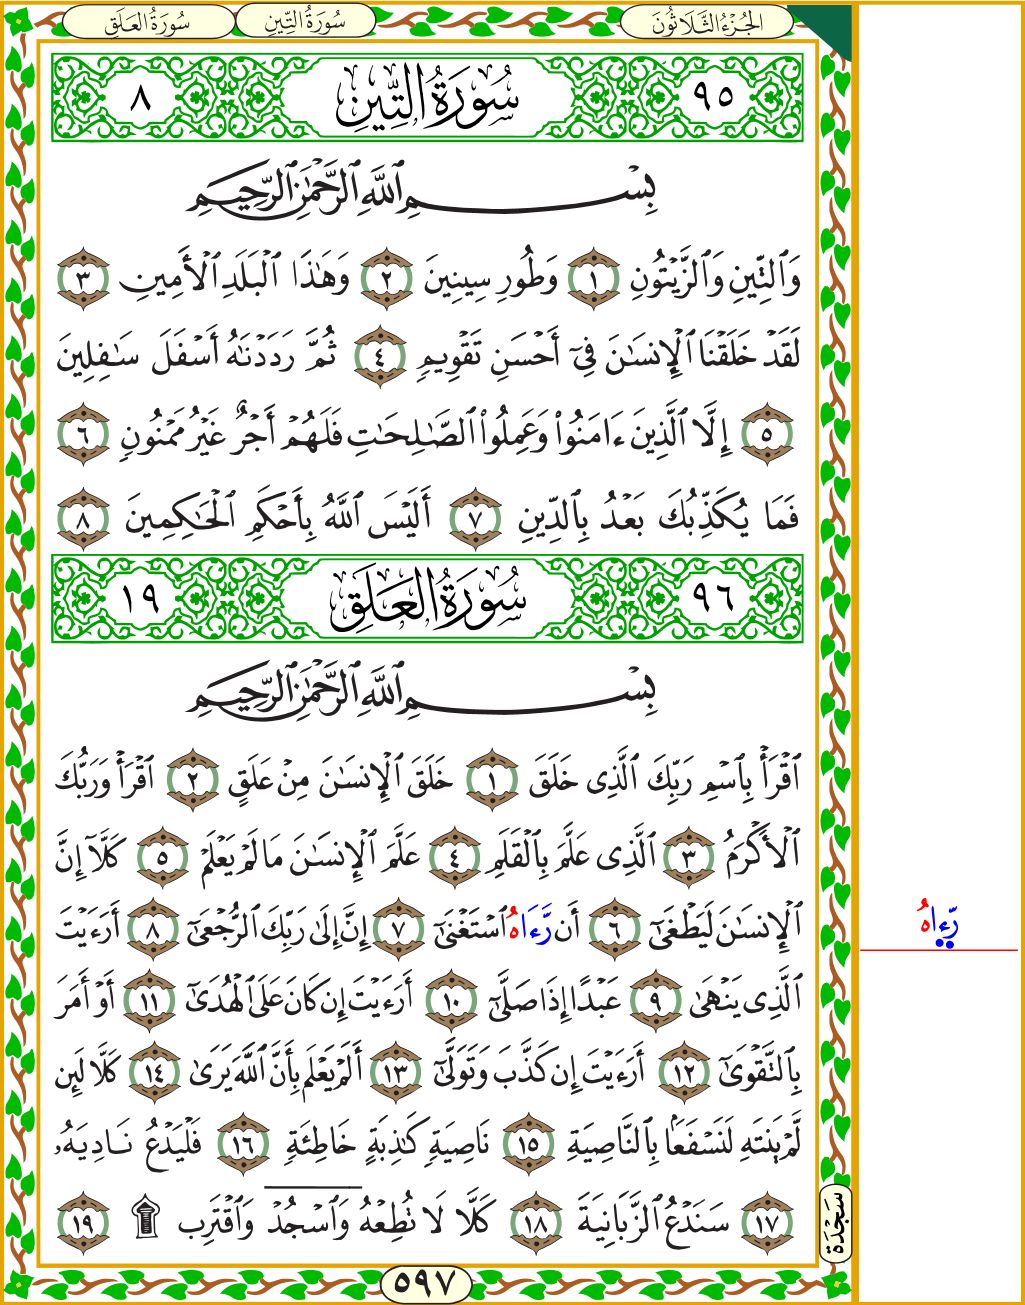 الجُزْءُ الثَّلَاثُونَ سُورَةُ التِّينِ سُورَةُ العَلَقِ
٩٥ سُورَةُ التِّينِ ٨
بِسْمِ ٱللَّهِ ٱلرَّحْمَٰنِ ٱلرَّحِيمِ
وَٱلتِّينِ وَٱلزَّيْتُونِ ١ وَطُورِ سِينِينَ ٢ وَهَٰذَا ٱلْبَلَدِ ٱلْأَمِينِ ٣
لَقَدْ خَلَقْنَا ٱلْإِنسَٰنَ فِىٓ أَحْسَنِ تَقْوِيمٍ ٤ ثُمَّ رَدَدْنَٰهُ أَسْفَلَ سَٰفِلِينَ
٥ إِلَّا ٱلَّذِينَ ءَامَنُوا۟ وَعَمِلُوا۟ ٱلصَّٰلِحَٰتِ فَلَهُمْ أَجْرٌ غَيْرُ مَمْنُونٍ ٦
فَمَا يُكَذِّبُكَ بَعْدُ بِٱلدِّينِ ٧ أَلَيْسَ ٱللَّهُ بِأَحْكَمِ ٱلْحَٰكِمِينَ ٨
٩٦ سُورَةُ العَلَقِ ١٩
بِسْمِ ٱللَّهِ ٱلرَّحْمَٰنِ ٱلرَّحِيمِ
ٱقْرَأْ بِٱسْمِ رَبِّكَ ٱلَّذِى خَلَقَ ١ خَلَقَ ٱلْإِنسَٰنَ مِنْ عَلَقٍ ٢ ٱقْرَأْ وَرَبُّكَ
ٱلْأَكْرَمُ ٣ ٱلَّذِى عَلَّمَ بِٱلْقَلَمِ ٤ عَلَّمَ ٱلْإِنسَٰنَ مَا لَمْ يَعْلَمْ ٥ كَلَّآ إِنَّ
ٱلْإِنسَٰنَ لَيَطْغَىٰٓ ٦ أَن رَّءَاهُ ٱسْتَغْنَىٰٓ ٧ إِنَّ إِلَىٰ رَبِّكَ ٱلرُّجْعَىٰٓ ٨ أَرَءَيْتَ
رَّءَاهُ
ٱلَّذِى يَنْهَىٰ ٩ عَبْدًا إِذَا صَلَّىٰٓ ١٠ أَرَءَيْتَ إِن كَانَ عَلَى ٱلْهُدَىٰٓ ١١ أَوْ أَمَرَ
بِٱلتَّقْوَىٰٓ ١٢ أَرَءَيْتَ إِن كَذَّبَ وَتَوَلَّىٰٓ ١٣ أَلَمْ يَعْلَم بِأَنَّ ٱللَّهَ يَرَىٰ ١٤ كَلَّا لَئِن
لَّمْ يَنتَهِ لَنَسْفَعًۢا بِٱلنَّاصِيَةِ ١٥ نَاصِيَةٍ كَٰذِبَةٍ خَاطِئَةٍ ١٦ فَلْيَدْعُ نَادِيَهُۥ
١٧ سَنَدْعُ ٱلزَّبَانِيَةَ ١٨ كَلَّا لَا تُطِعْهُ وَٱسْجُدْ وَٱقْتَرِب ۩ ١٩
سَجْدَة
٥٩٧